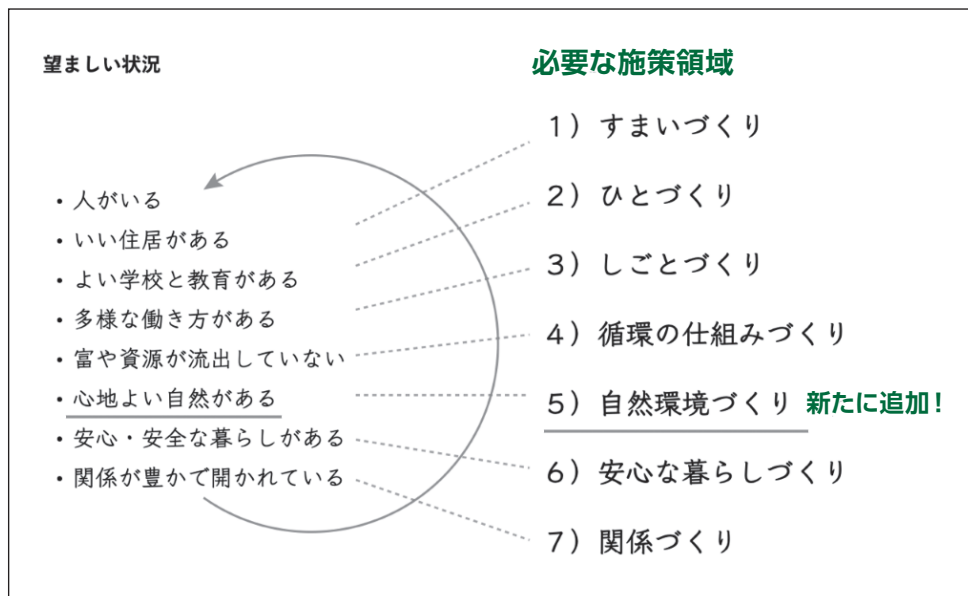 望ましい状況
・人がいる
・いい住居がある
・よい学校と教育がある
・多様な働き方がある
・富や資源が流出していない
・心地よい自然がある
・安心・安全な暮らしがある
・関係が豊かで開かれている
必要な施策領域
1）すまいづくり
2）ひとづくり
3）しごとづくり
4）循環の仕組みづくり
5）自然環境づくり 新たに追加！
6）安心な暮らしづくり
7）関係づくり